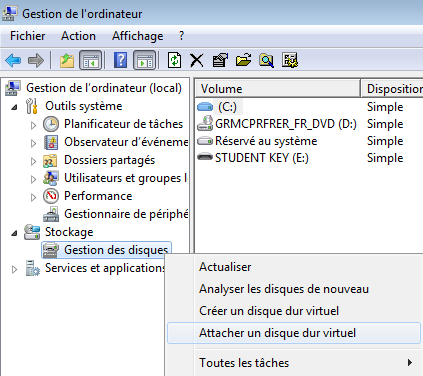 Gestion de l'ordinateur
Fichier Action Affichage ?
Gestion de l'ordinateur (local)
Outils système
Planificateur de tâches
Observateur d'événeme
Dossiers partagés
Utilisateurs et groupes l
Performance
Gestionnaire de périphé
Stockage
Gestion des disques
Services et applications
Volume Disposition
(C:) Simple
GRMCPRFRER_FR_DVD (D:) Simple
Réservé au système Simple
STUDENT KEY (E:) Simple
Actualiser
Analyser les disques de nouveau
Créer un disque dur virtuel
Attacher un disque dur virtuel
Toutes les tâches